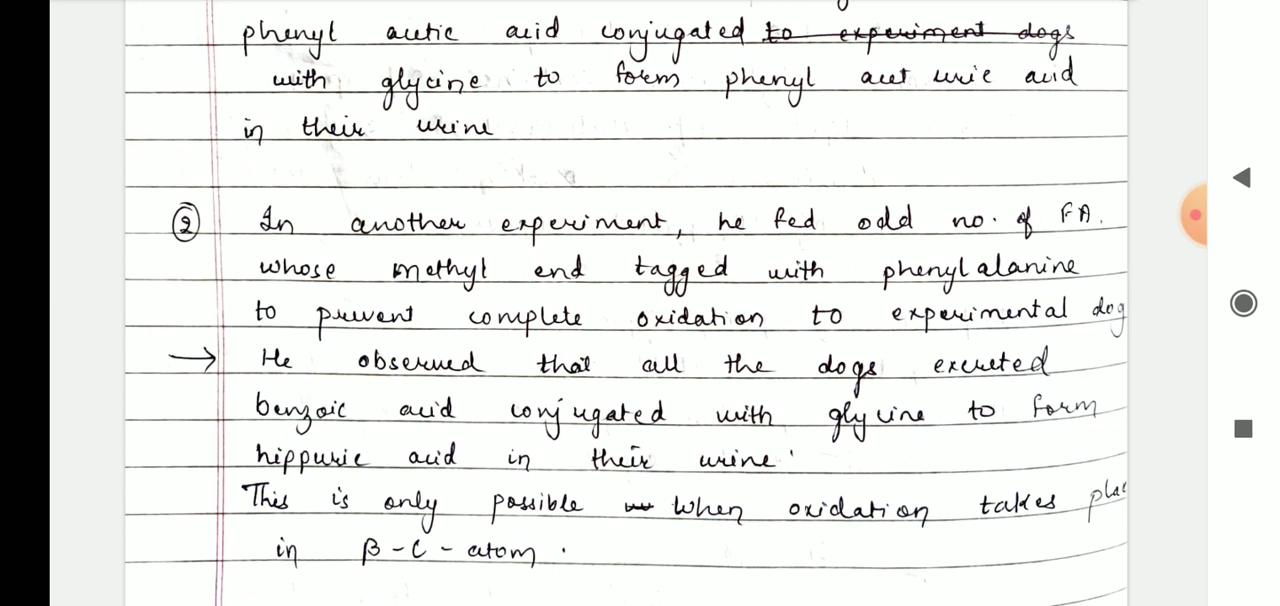 phenyl acetic acid conjugated to experiment dogs
with glycine to form phenyl acet uric acid
in their urine
② In another experiment, he fed odd no. of FA.
whose methyl end tagged with phenylalanine
to prevent complete oxidation to experimental dog
→ He observed that all the dogs excreted
benzoic acid conjugated with glycine to form
hippuric acid in their urine.
This is only possible when oxidation takes plac
in β-C-atom.